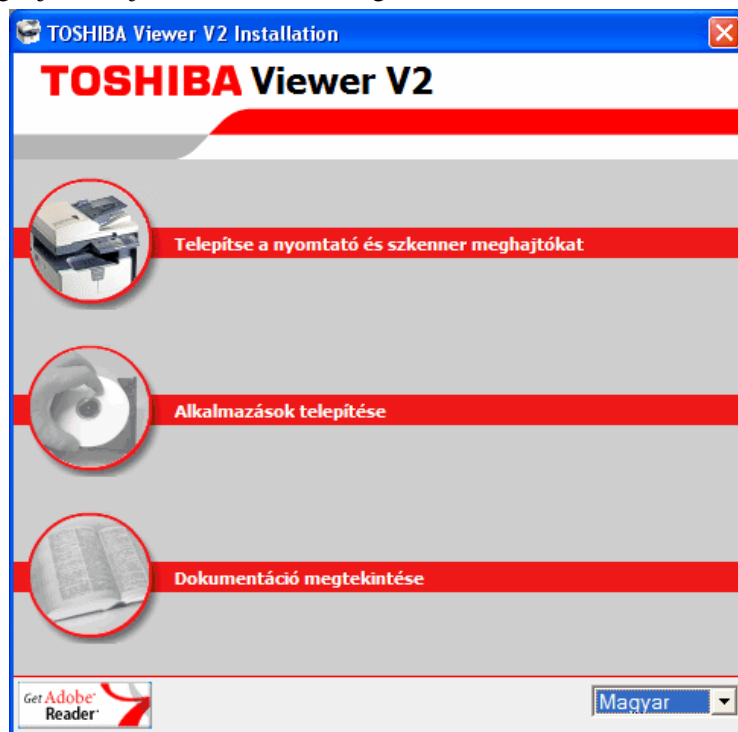 TOSHIBA Viewer V2 Installation
TOSHIBA Viewer V2
Telepítse a nyomtató és szkenner meghajtókat
Alkalmazások telepítése
Dokumentáció megtekintése
Get Adobe®
Reader®
Magyar